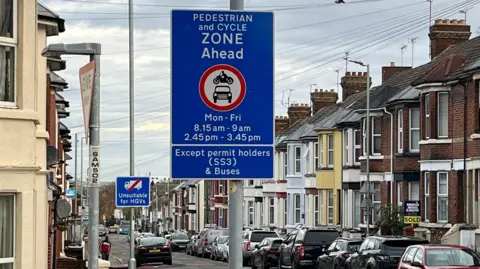 PEDESTRIAN
and CYCLE
ZONE
Ahead
Mon - Fri
8.15am - 9am
2.45pm - 3.45pm
Except permit holders
(SS3)
& Buses
Unsuitable
for HGVs
SAM502
SOLD